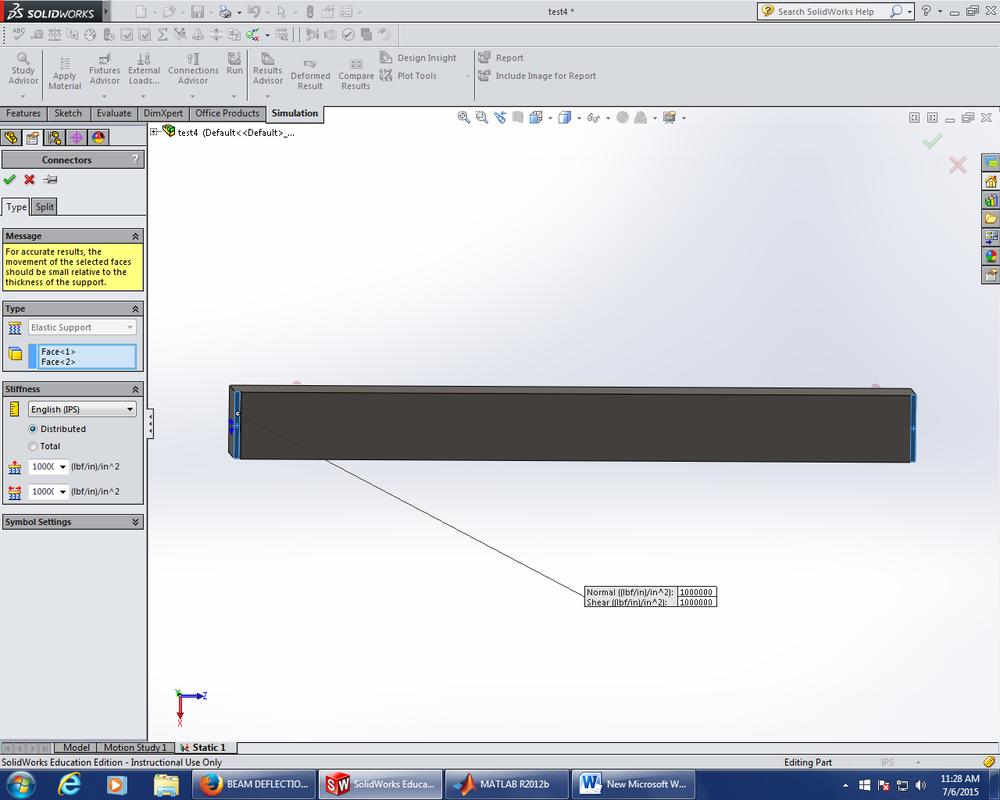 SOLIDWORKS
test4 *
Search SolidWorks Help
?
ABC
Study Advisor
Apply Material
Fixtures Advisor
External Loads...
Connections Advisor
Run
Results Advisor
Deformed Result
Compare Results
Design Insight
Plot Tools
Report
Include Image for Report
Features
Sketch
Evaluate
DimXpert
Office Products
Simulation
test4 (Default<<Default>_...
Connectors
?
Type
Split
Message
For accurate results, the
movement of the selected faces
should be small relative to the
thickness of the support.
Type
Elastic Support
Face<1>
Face<2>
Stiffness
English (IPS)
Distributed
Total
1000 (lbf/in)/in^2
1000 (lbf/in)/in^2
Symbol Settings
Normal ((lbf/in)/in^2): 1000000
Shear ((lbf/in)/in^2): 1000000
Y
Z
X
Model
Motion Study 1
Static 1
SolidWorks Education Edition - Instructional Use Only
Editing Part
IPS
BEAM DEFLECTIO...
SolidWorks Educa...
MATLAB R2012b
New Microsoft W...
11:28 AM
7/6/2015